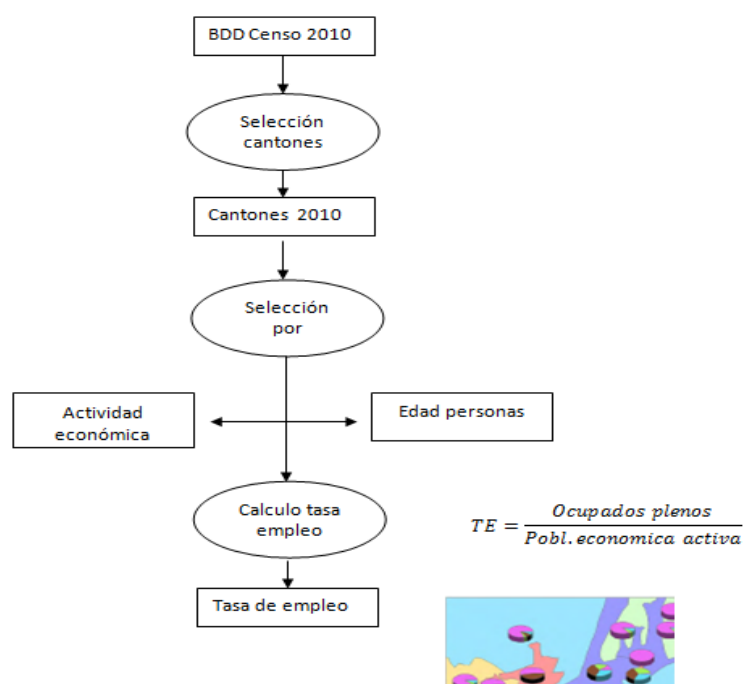 BDD Censo 2010
Selección
cantones
Cantones 2010
Selección
por
Actividad
económica
Edad personas
Calculo tasa
empleo
TE = Ocupados plenos / Pobl. economica activa
Tasa de empleo